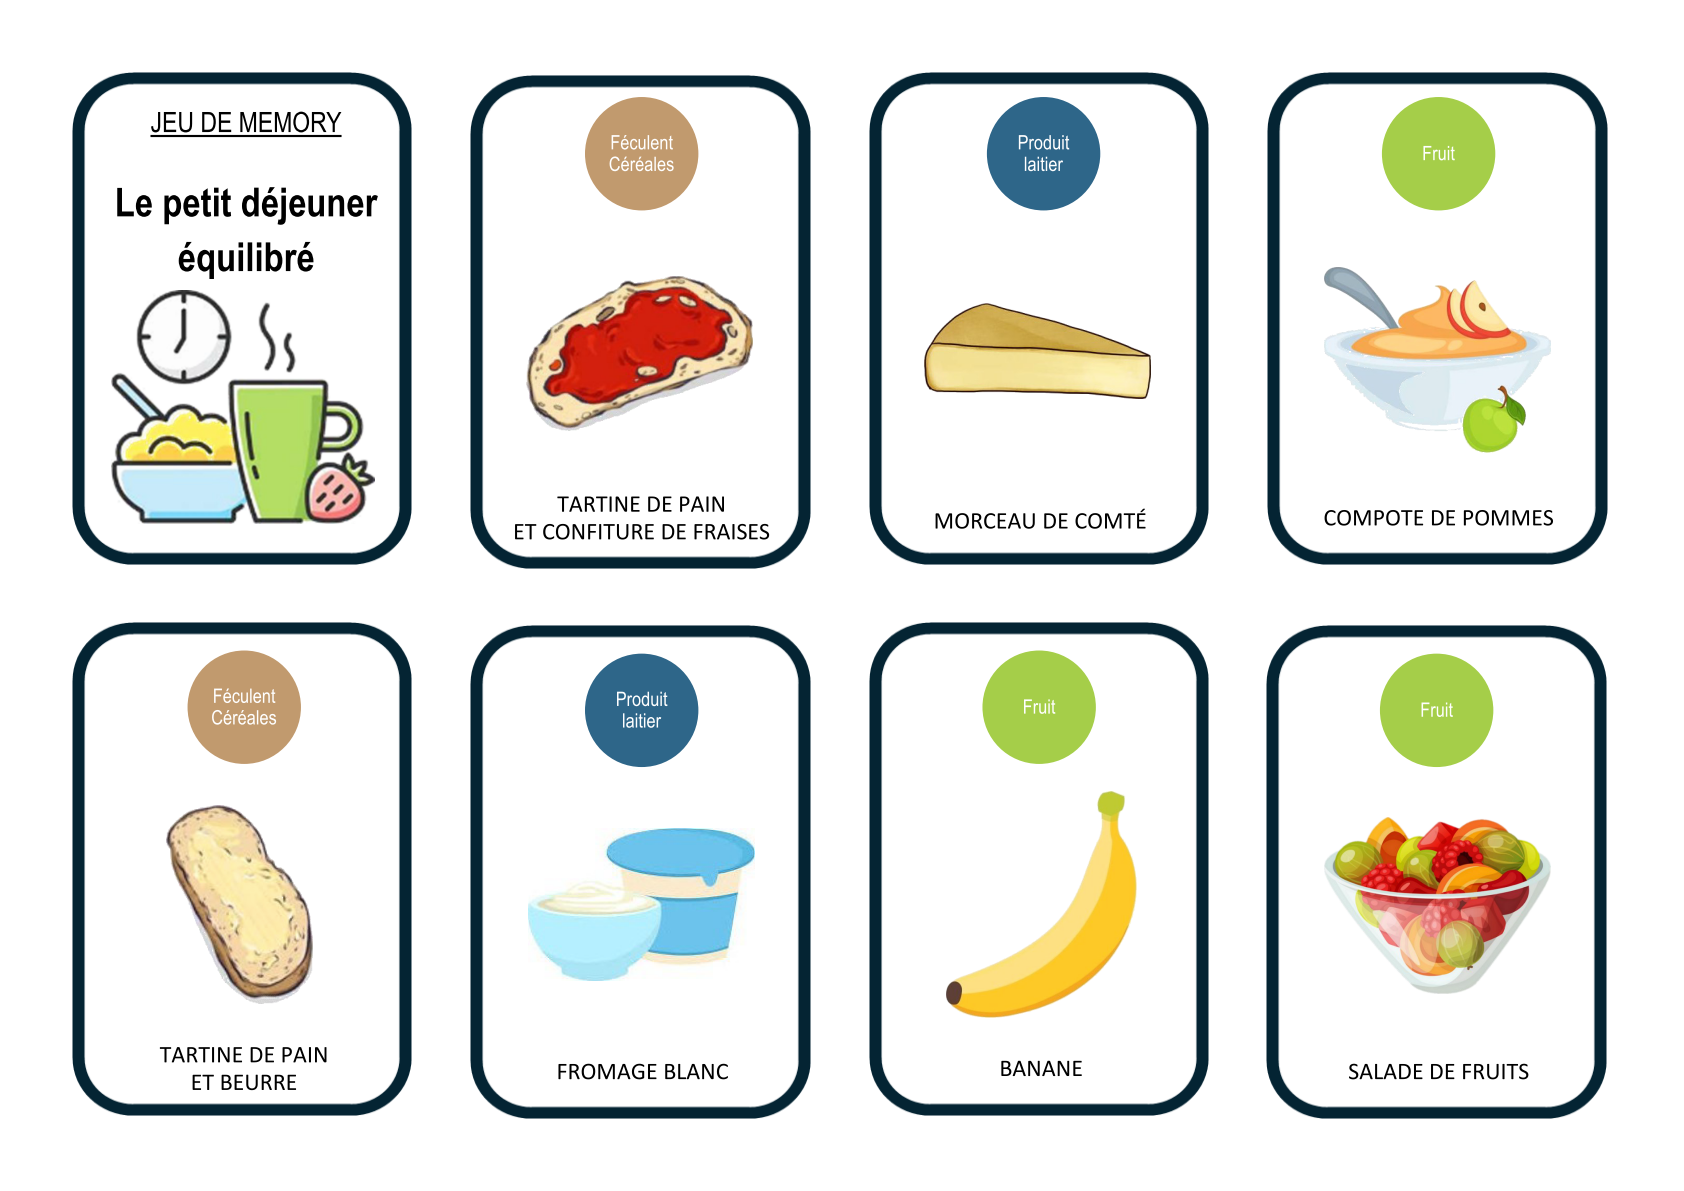 JEU DE MEMORY
Le petit déjeuner
équilibré
Féculent
Céréales
TARTINE DE PAIN
ET CONFITURE DE FRAISES
Produit
laitier
MORCEAU DE COMTÉ
Fruit
COMPOTE DE POMMES
Féculent
Céréales
TARTINE DE PAIN
ET BEURRE
Produit
laitier
FROMAGE BLANC
Fruit
BANANE
Fruit
SALADE DE FRUITS